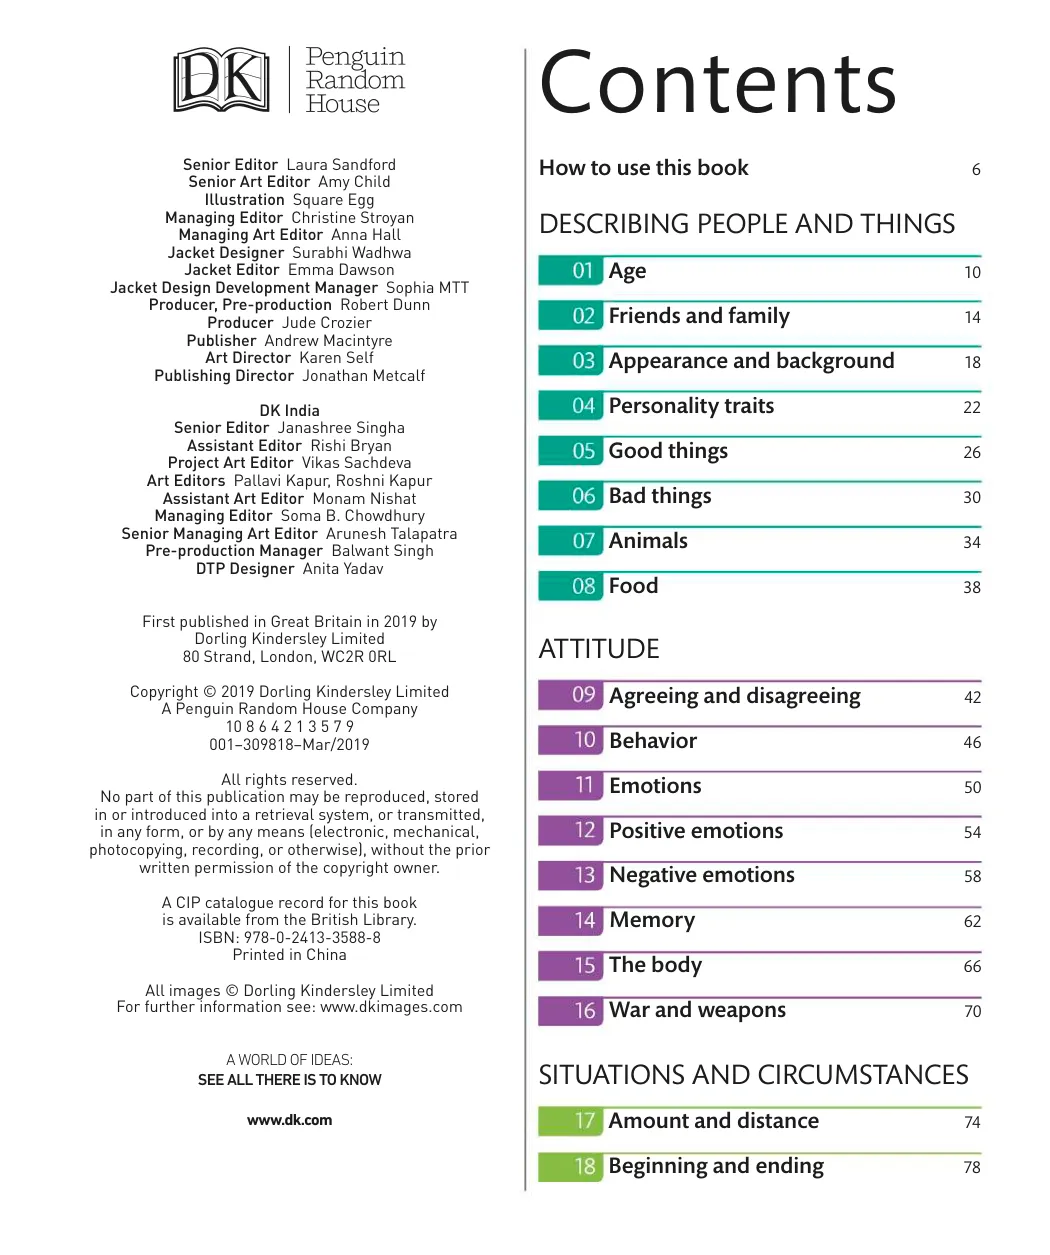 DK
Penguin
Random
House
Senior Editor Laura Sandford
Senior Art Editor Amy Child
Illustration Square Egg
Managing Editor Christine Stroyan
Managing Art Editor Anna Hall
Jacket Designer Surabhi Wadhwa
Jacket Editor Emma Dawson
Jacket Design Development Manager Sophia MTT
Producer, Pre-production Robert Dunn
Producer Jude Crozier
Publisher Andrew Macintyre
Art Director Karen Self
Publishing Director Jonathan Metcalf
DK India
Senior Editor Janashree Singha
Assistant Editor Rishi Bryan
Project Art Editor Vikas Sachdeva
Art Editors Pallavi Kapur, Roshni Kapur
Assistant Art Editor Monam Nishat
Managing Editor Soma B. Chowdhury
Senior Managing Art Editor Arunesh Talapatra
Pre-production Manager Balwant Singh
DTP Designer Anita Yadav
First published in Great Britain in 2019 by
Dorling Kindersley Limited
80 Strand, London, WC2R 0RL
Copyright © 2019 Dorling Kindersley Limited
A Penguin Random House Company
10 8 6 4 2 1 3 5 7 9
001–309818–Mar/2019
All rights reserved.
No part of this publication may be reproduced, stored
in or introduced into a retrieval system, or transmitted,
in any form, or by any means (electronic, mechanical,
photocopying, recording, or otherwise), without the prior
written permission of the copyright owner.
A CIP catalogue record for this book
is available from the British Library.
ISBN: 978-0-2413-3588-8
Printed in China
All images © Dorling Kindersley Limited
For further information see: www.dkimages.com
A WORLD OF IDEAS:
SEE ALL THERE IS TO KNOW
www.dk.com
Contents
How to use this book 6
DESCRIBING PEOPLE AND THINGS
01 Age 10
02 Friends and family 14
03 Appearance and background 18
04 Personality traits 22
05 Good things 26
06 Bad things 30
07 Animals 34
08 Food 38
ATTITUDE
09 Agreeing and disagreeing 42
10 Behavior 46
11 Emotions 50
12 Positive emotions 54
13 Negative emotions 58
14 Memory 62
15 The body 66
16 War and weapons 70
SITUATIONS AND CIRCUMSTANCES
17 Amount and distance 74
18 Beginning and ending 78